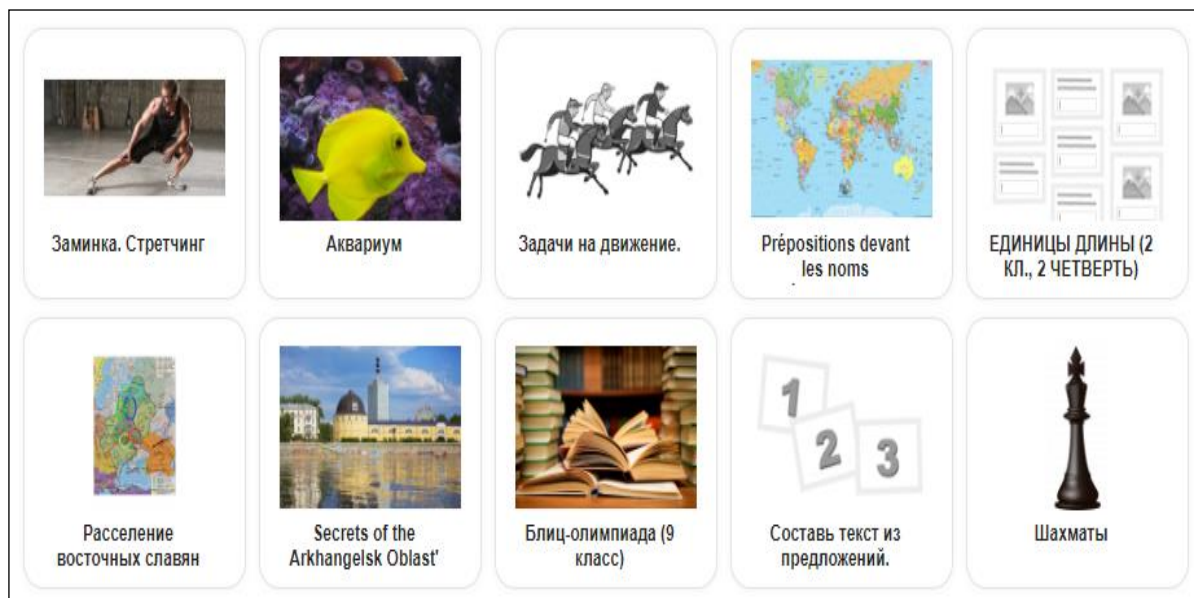 Заминка. Стретчинг
Аквариум
Задачи на движение.
Prépositions devant
les noms
ЕДИНИЦЫ ДЛИНЫ (2
КЛ., 2 ЧЕТВЕРТЬ)
Расселение
восточных славян
Secrets of the
Arkhangelsk Oblast'
Блиц-олимпиада (9
класс)
1
2
3
Составь текст из
предложений.
Шахматы